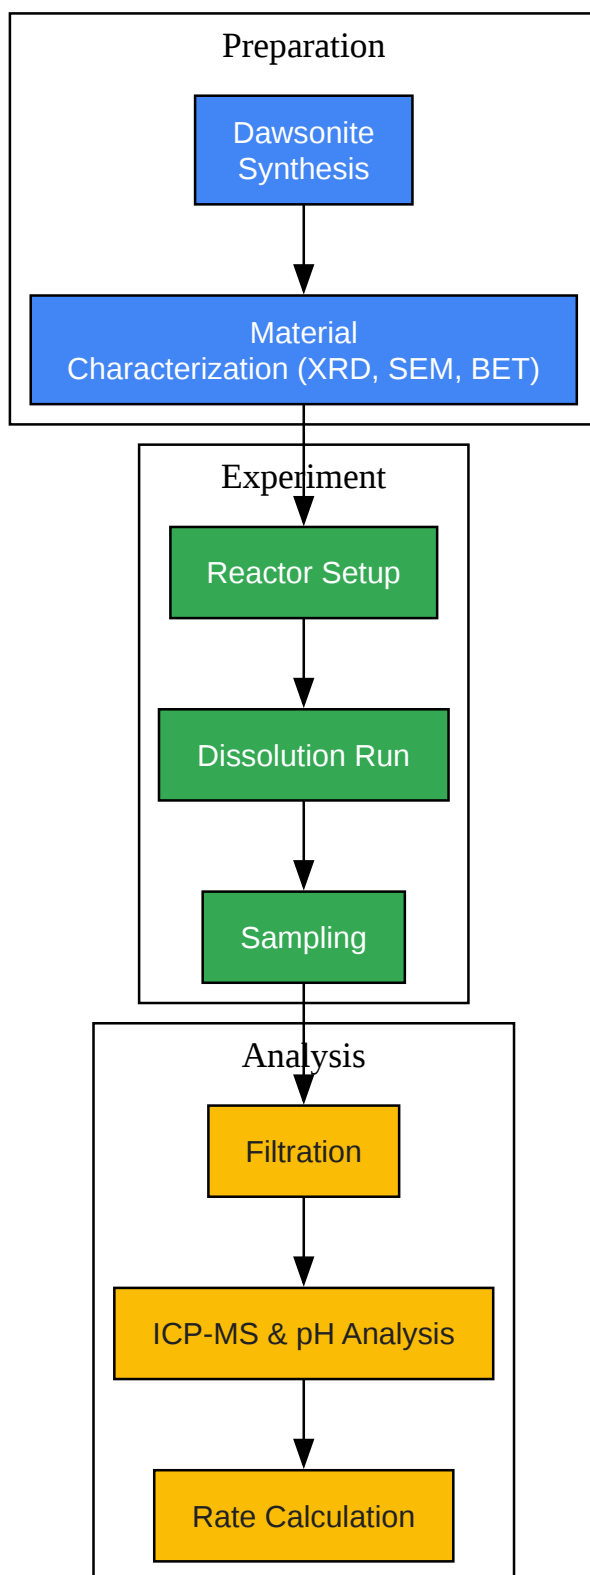 Preparation
Dawsonite
Synthesis
Material
Characterization (XRD, SEM, BET)
Experiment
Reactor Setup
Dissolution Run
Sampling
Analysis
Filtration
ICP-MS & pH Analysis
Rate Calculation